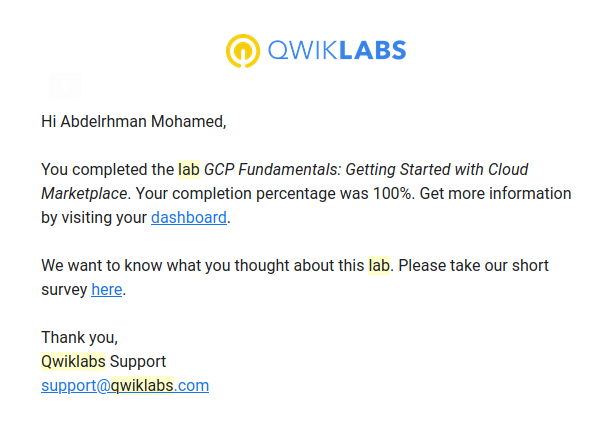 QWIKLABS
Hi Abdelrhman Mohamed,
You completed the lab GCP Fundamentals: Getting Started with Cloud
Marketplace. Your completion percentage was 100%. Get more information
by visiting your dashboard.
We want to know what you thought about this lab. Please take our short
survey here.
Thank you,
Qwiklabs Support
support@qwiklabs.com